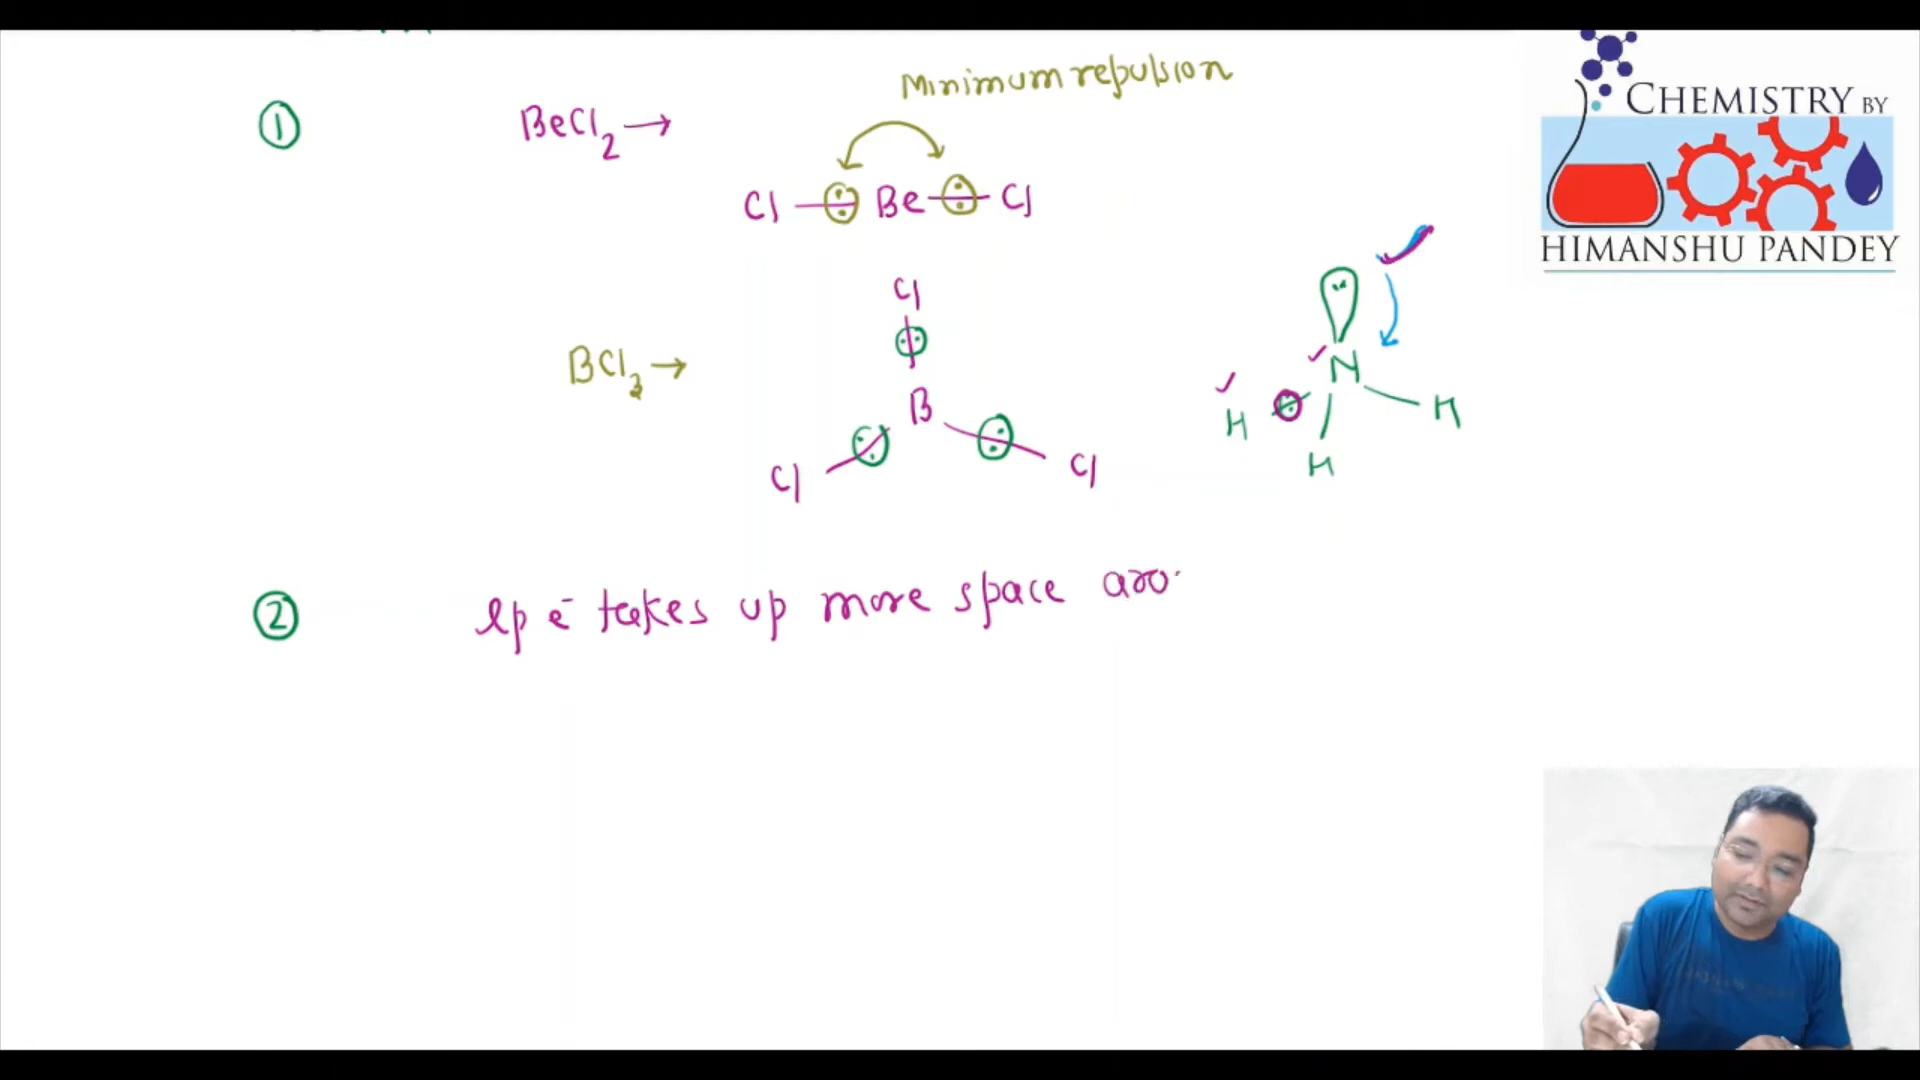 Minimum repulsion
① BeCl2 →
Cl Be Cl
Cl
BCl3 →
B
Cl Cl
N
H H
H
② lp e- takes up more space aro
CHEMISTRY BY
HIMANSHU PANDEY